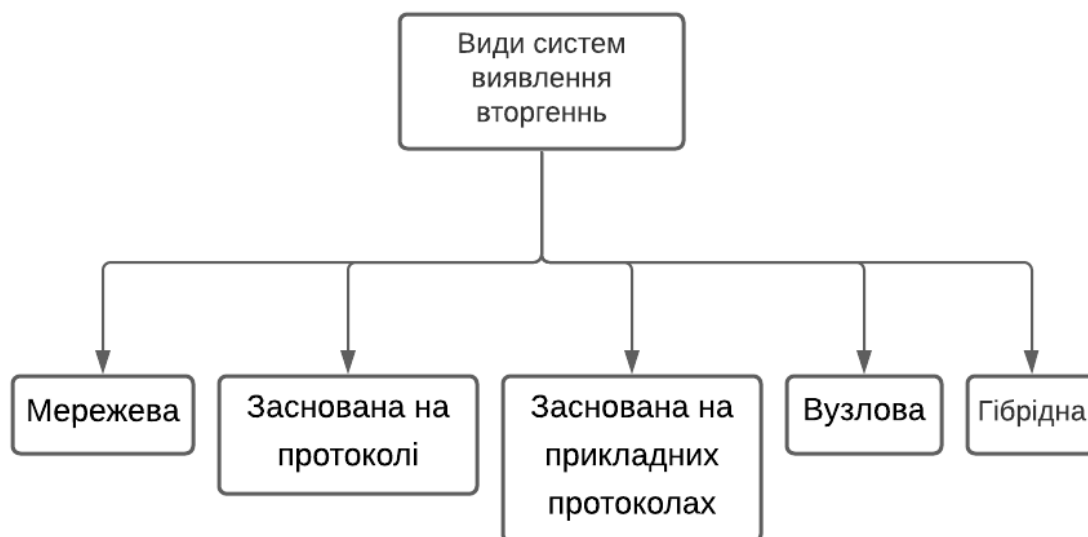 Види систем
виявлення
вторгеннь
Мережева
Заснована на
протоколі
Заснована на
прикладних
протоколах
Вузлова
Гібрідна